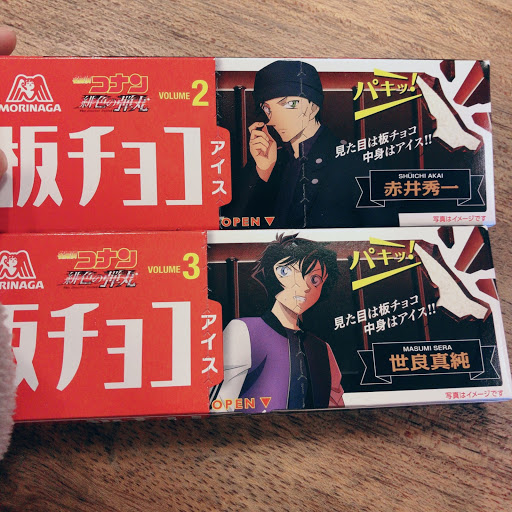 MORINAGA
コナン
緋色の弾丸
VOLUME 2
板チョコ
アイス
OPEN
パキッ!
見た目は板チョコ
中身はアイス!!
SHUICHI AKAI
赤井秀一
写真はイメージです
RINAGA
コナン
緋色の弾丸
VOLUME 3
板チョコ
アイス
OPEN
パキッ!
見た目は板チョコ
中身はアイス!!
MASUMI SERA
世良真純
写真はイメージです